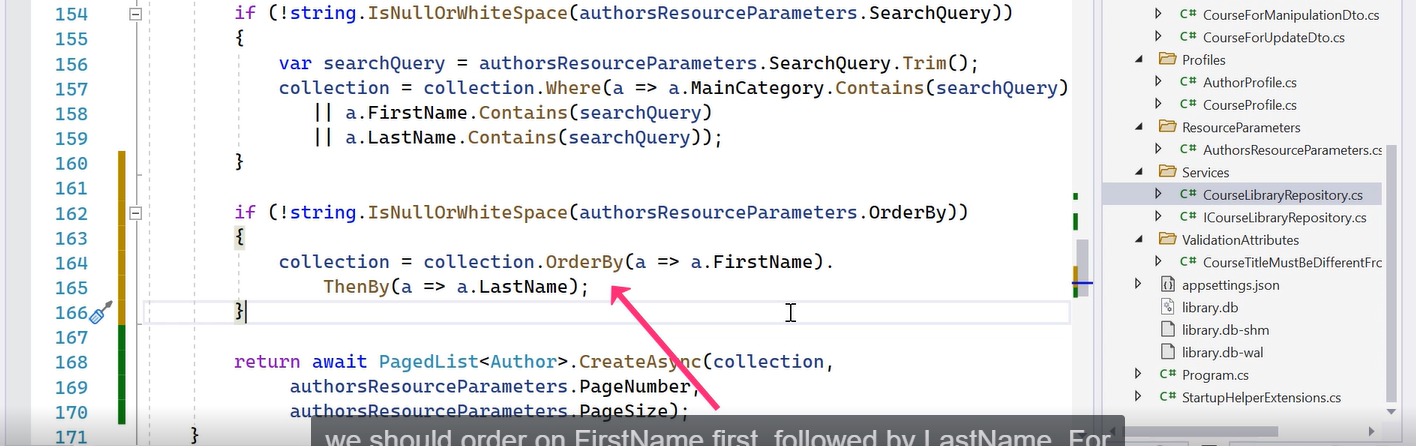 154 if (!string.IsNullOrWhiteSpace(authorsResourceParameters.SearchQuery))
155 {
156 var searchQuery = authorsResourceParameters.SearchQuery.Trim();
157 collection = collection.Where(a => a.MainCategory.Contains(searchQuery)
158 || a.FirstName.Contains(searchQuery)
159 || a.LastName.Contains(searchQuery));
160 }
161
162 if (!string.IsNullOrWhiteSpace(authorsResourceParameters.OrderBy))
163 {
164 collection = collection.OrderBy(a => a.FirstName).
165 ThenBy(a => a.LastName);
166 }
167
168 return await PagedList<Author>.CreateAsync(collection,
169 authorsResourceParameters.PageNumber,
170 authorsResourceParameters.PageSize);
171 }
we should order on FirstName first, followed by LastName. For
C# CourseForManipulationDto.cs
C# CourseForUpdateDto.cs
Profiles
C# AuthorProfile.cs
C# CourseProfile.cs
ResourceParameters
C# AuthorsResourceParameters.cs
Services
C# CourseLibraryRepository.cs
C# ICourseLibraryRepository.cs
ValidationAttributes
C# CourseTitleMustBeDifferentFrc
appsettings.json
library.db
library.db-shm
library.db-wal
C# Program.cs
C# StartupHelperExtensions.cs